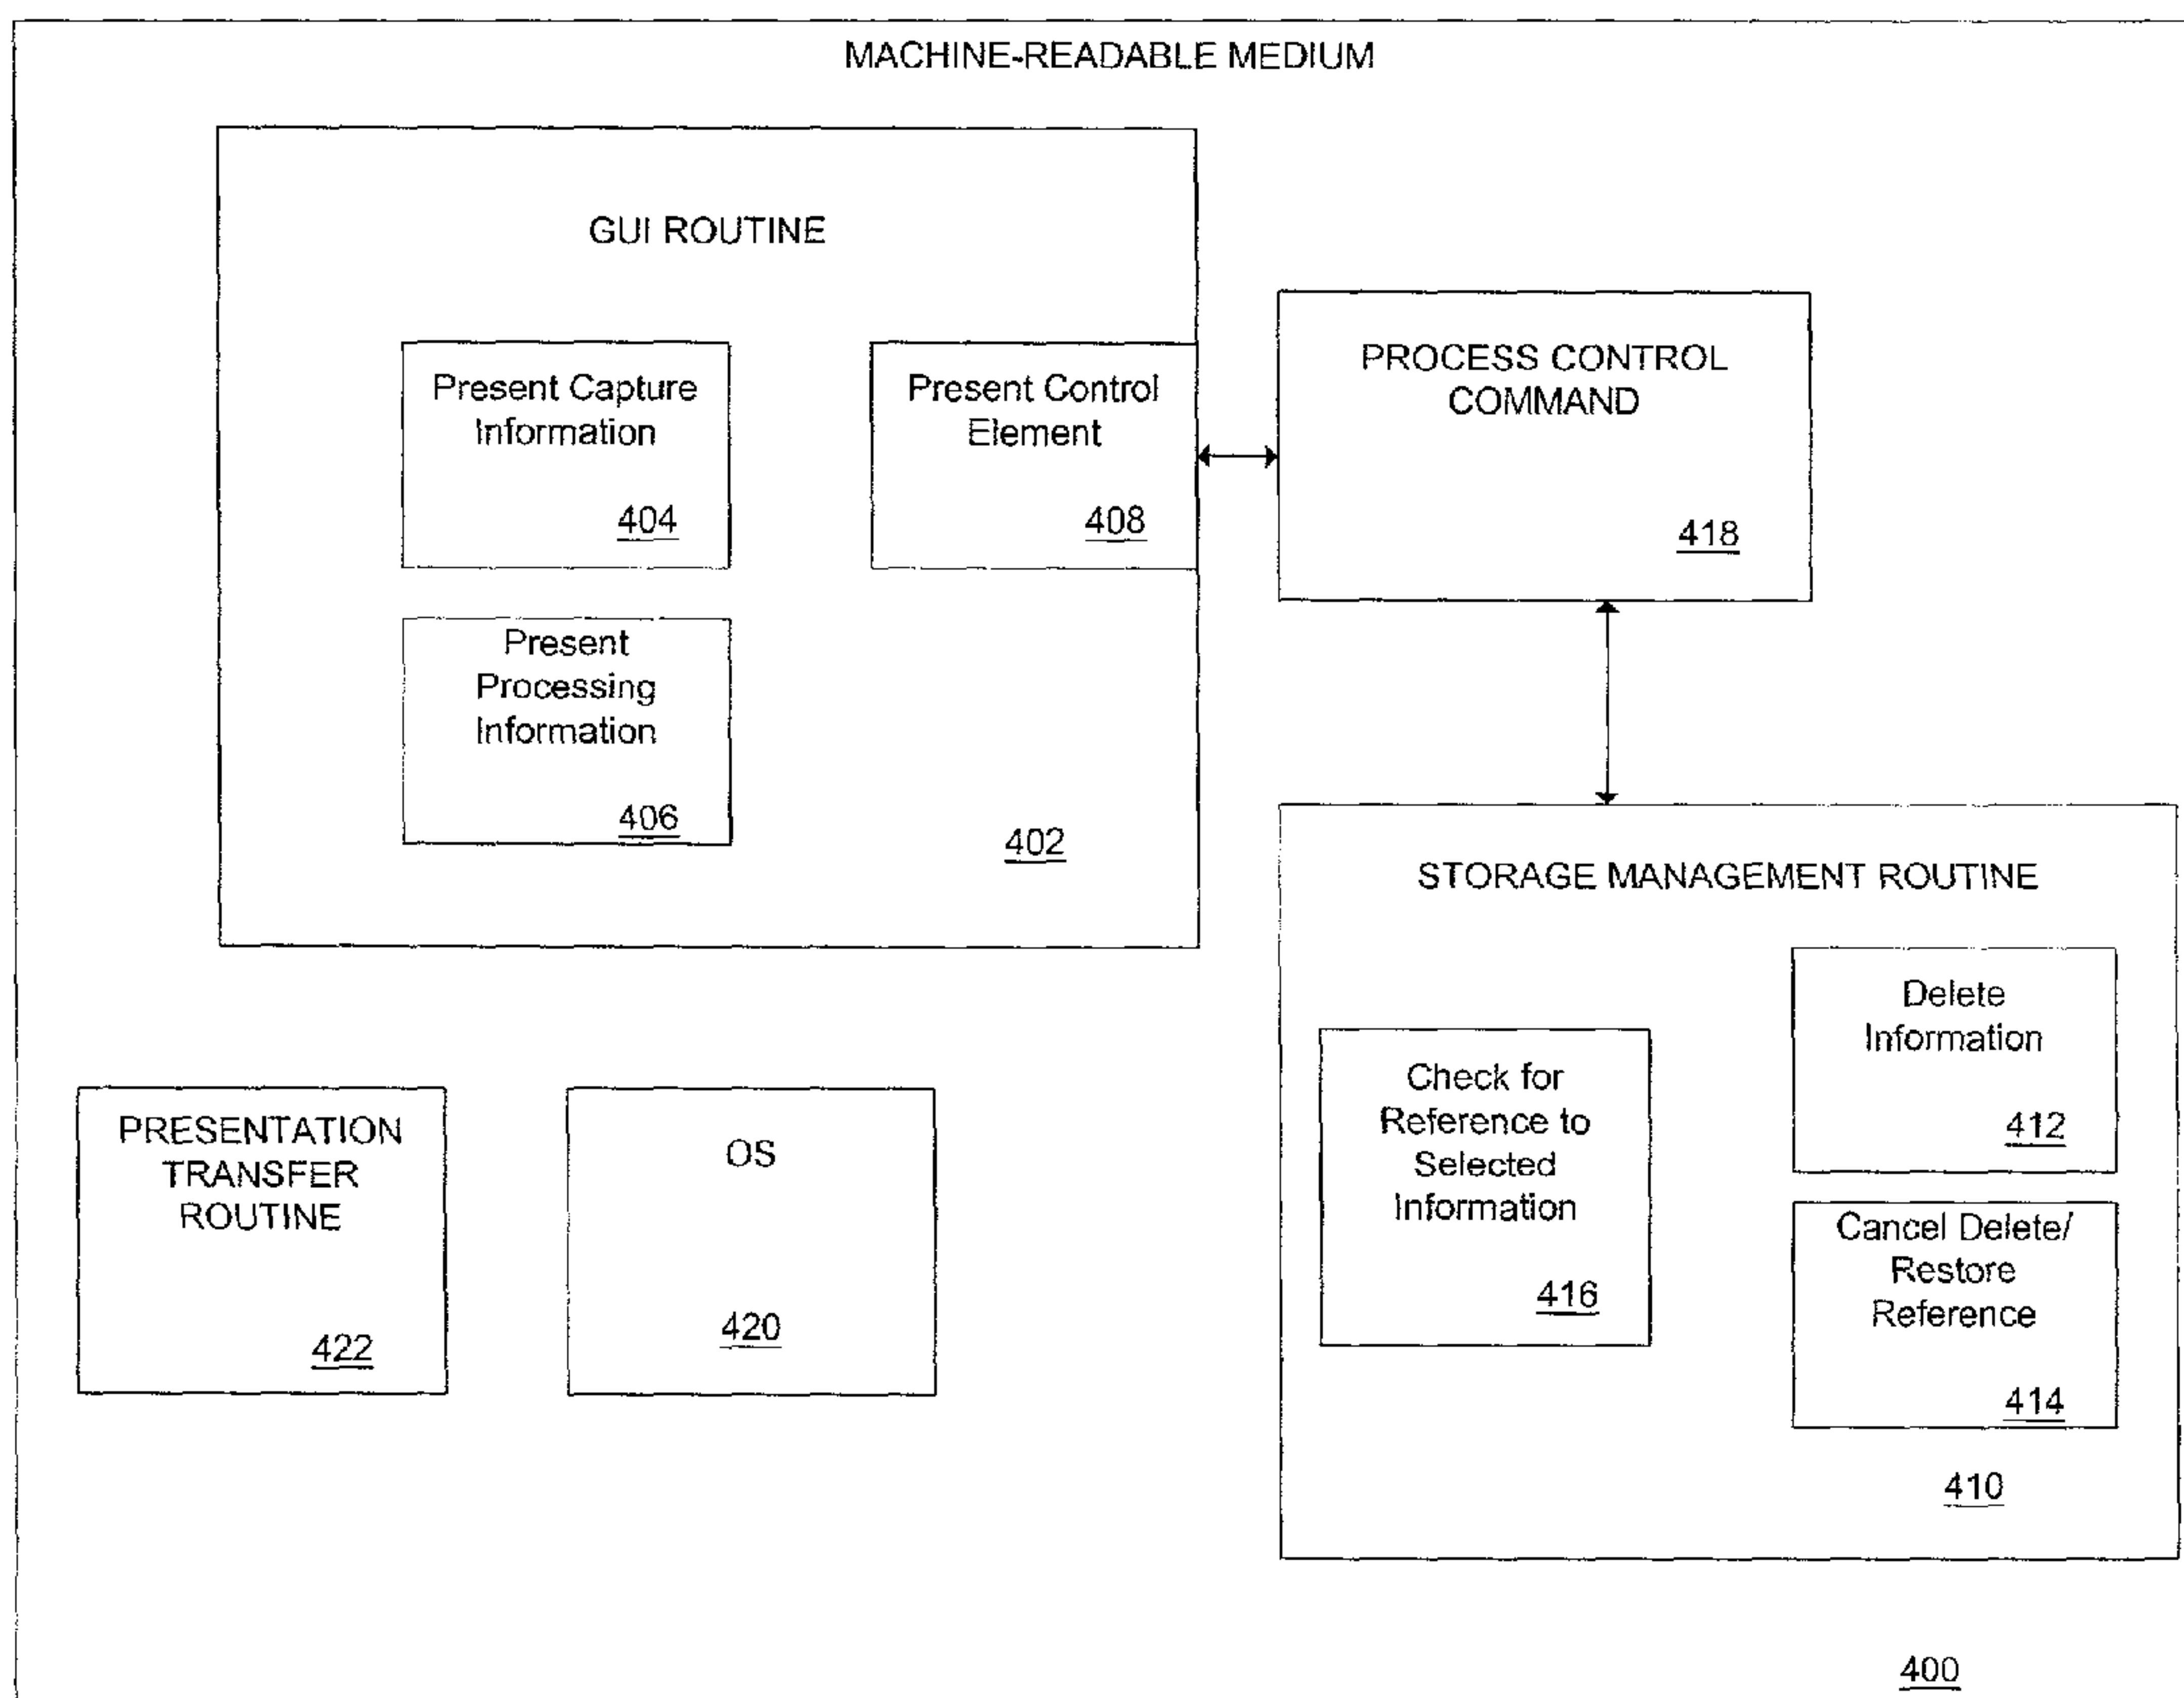 MACHINE-READABLE MEDIUM
GUI ROUTINE
Present Capture
Information
404
Present Control
Element
408
Present
Processing
Information
406
402
PROCESS CONTROL
COMMAND
418
STORAGE MANAGEMENT ROUTINE
Check for
Reference to
Selected
Information
416
Delete
Information
412
Cancel Delete/
Restore
Reference
414
410
PRESENTATION
TRANSFER
ROUTINE
422
OS
420
400